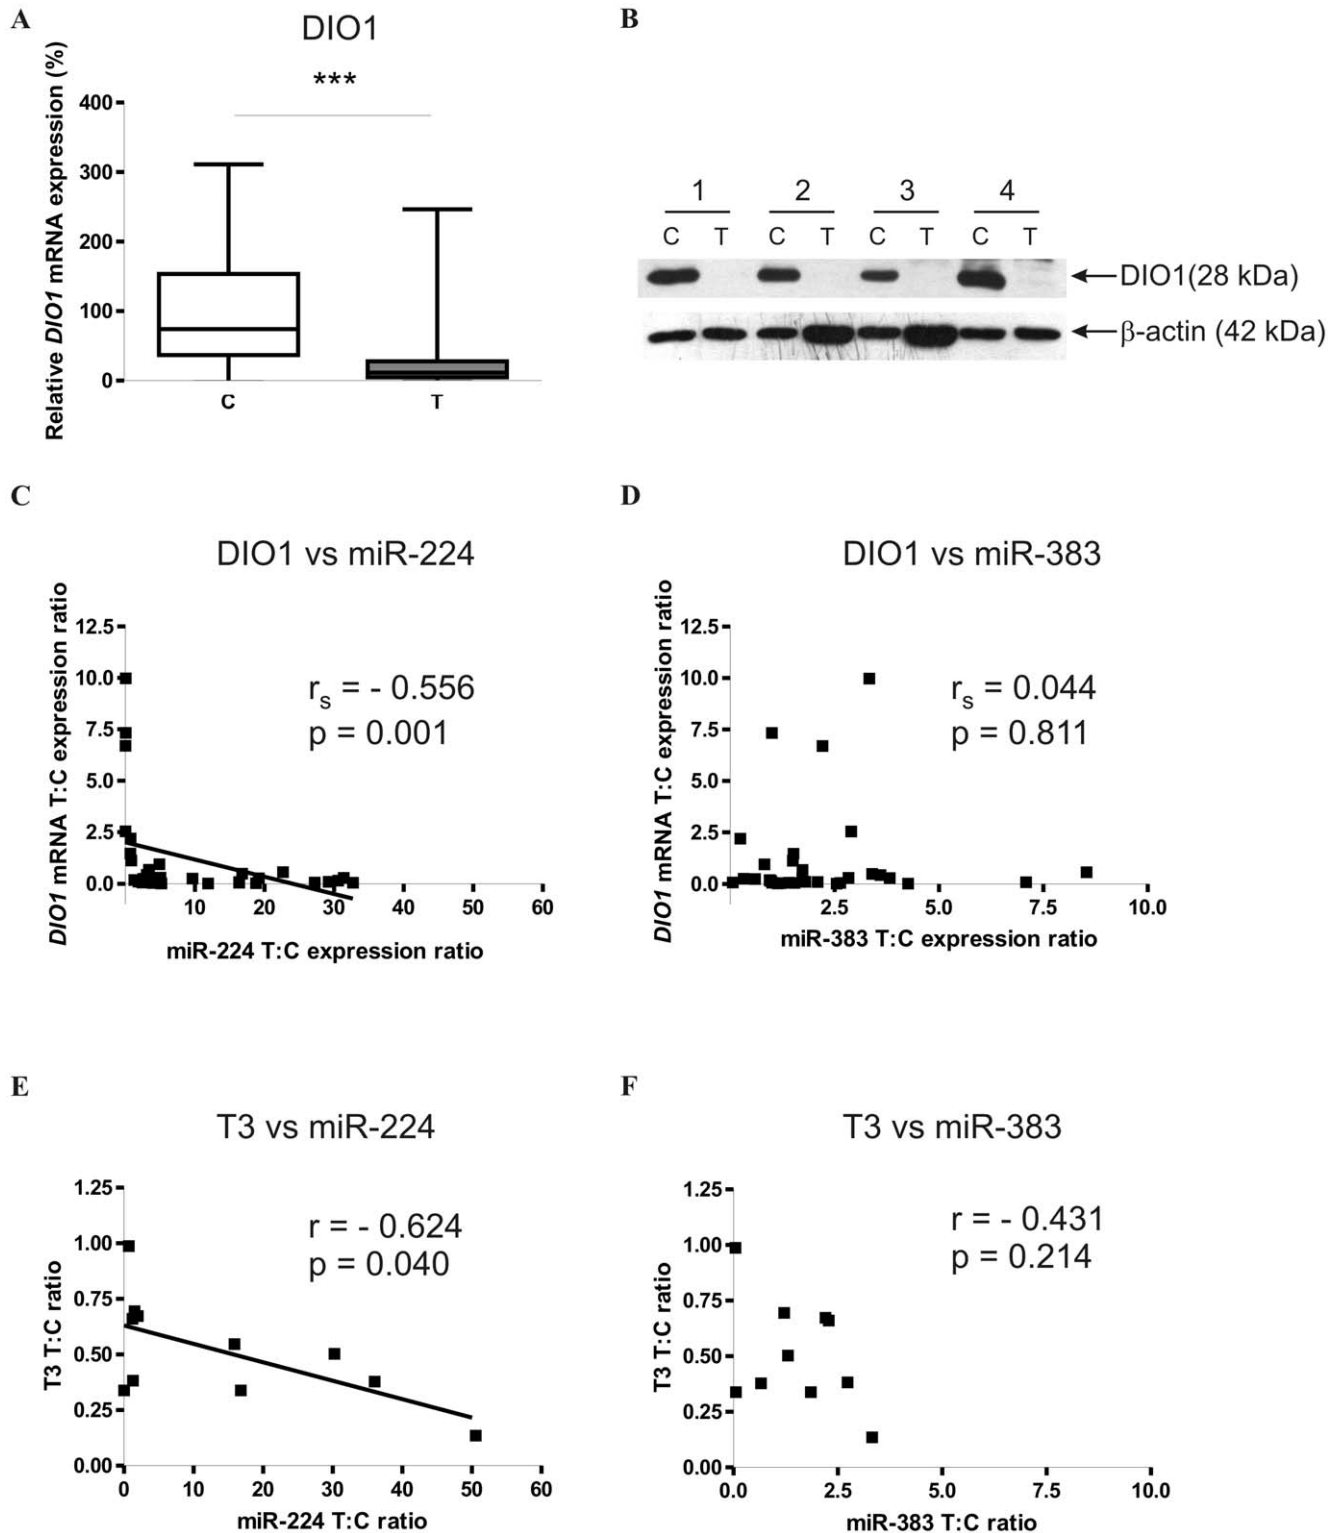 A
DIO1
***
Relative DIO1 mRNA expression (%)
400
300
200
100
0
C T
B
1 2 3 4
C T C T C T C T
DIO1(28 kDa)
β-actin (42 kDa)
C
DIO1 vs miR-224
DIO1 mRNA T:C expression ratio
12.5
10.0
7.5
5.0
2.5
0.0
rs = - 0.556
p = 0.001
10 20 30 40 50 60
miR-224 T:C expression ratio
D
DIO1 vs miR-383
DIO1 mRNA T:C expression ratio
12.5
10.0
7.5
5.0
2.5
0.0
rs = 0.044
p = 0.811
2.5 5.0 7.5 10.0
miR-383 T:C expression ratio
E
T3 vs miR-224
T3 T:C ratio
1.25
1.00
0.75
0.50
0.25
0.00
r = - 0.624
p = 0.040
0 10 20 30 40 50 60
miR-224 T:C ratio
F
T3 vs miR-383
T3 T:C ratio
1.25
1.00
0.75
0.50
0.25
0.00
r = - 0.431
p = 0.214
0.0 2.5 5.0 7.5 10.0
miR-383 T:C ratio